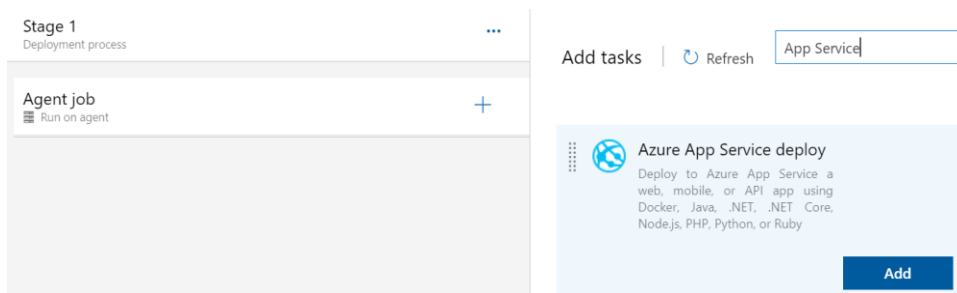 Stage 1
Deployment process
Agent job
Run on agent
Add tasks
Refresh
App Service
Azure App Service deploy
Deploy to Azure App Service a
web, mobile, or API app using
Docker, Java, .NET, .NET Core,
Node.js, PHP, Python, or Ruby
Add